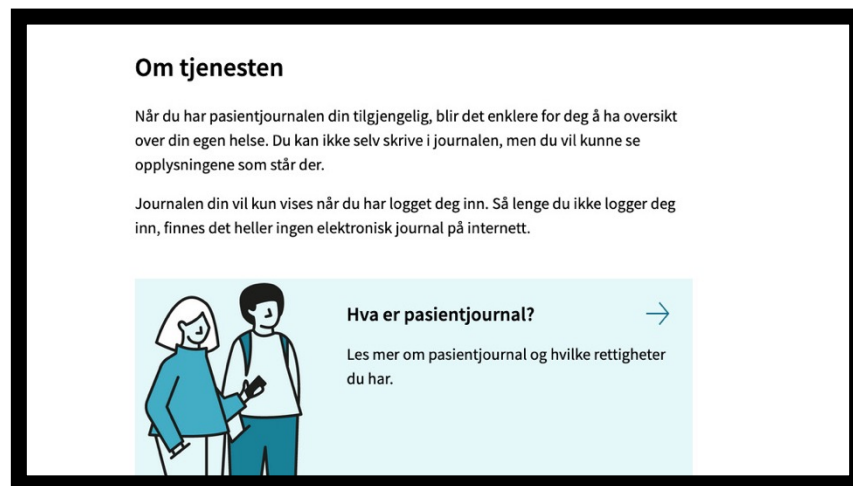 Om tjenesten
Når du har pasientjournalen din tilgjengelig, blir det enklere for deg å ha oversikt
over din egen helse. Du kan ikke selv skrive i journalen, men du vil kunne se
opplysningene som står der.
Journalen din vil kun vises når du har logget deg inn. Så lenge du ikke logger deg
inn, finnes det heller ingen elektronisk journal på internett.
Hva er pasientjournal?
Les mer om pasientjournal og hvilke rettigheter
du har.